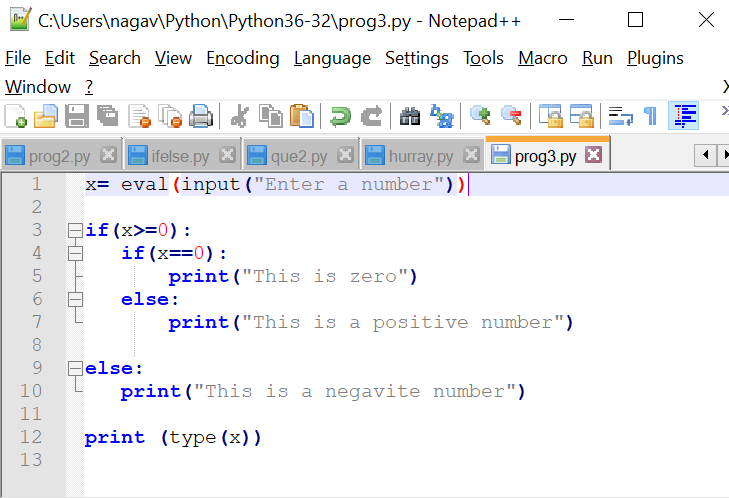 C:\Users\nagav\Python\Python36-32\prog3.py - Notepad++
File Edit Search View Encoding Language Settings Tools Macro Run Plugins
Window ? X
prog2.py ifelse.py que2.py hurray.py prog3.py
1 x= eval(input("Enter a number"))
2
3 if(x>=0):
4 if(x==0):
5 print("This is zero")
6 else:
7 print("This is a positive number")
8
9 else:
10 print("This is a negavite number")
11
12 print (type(x))
13